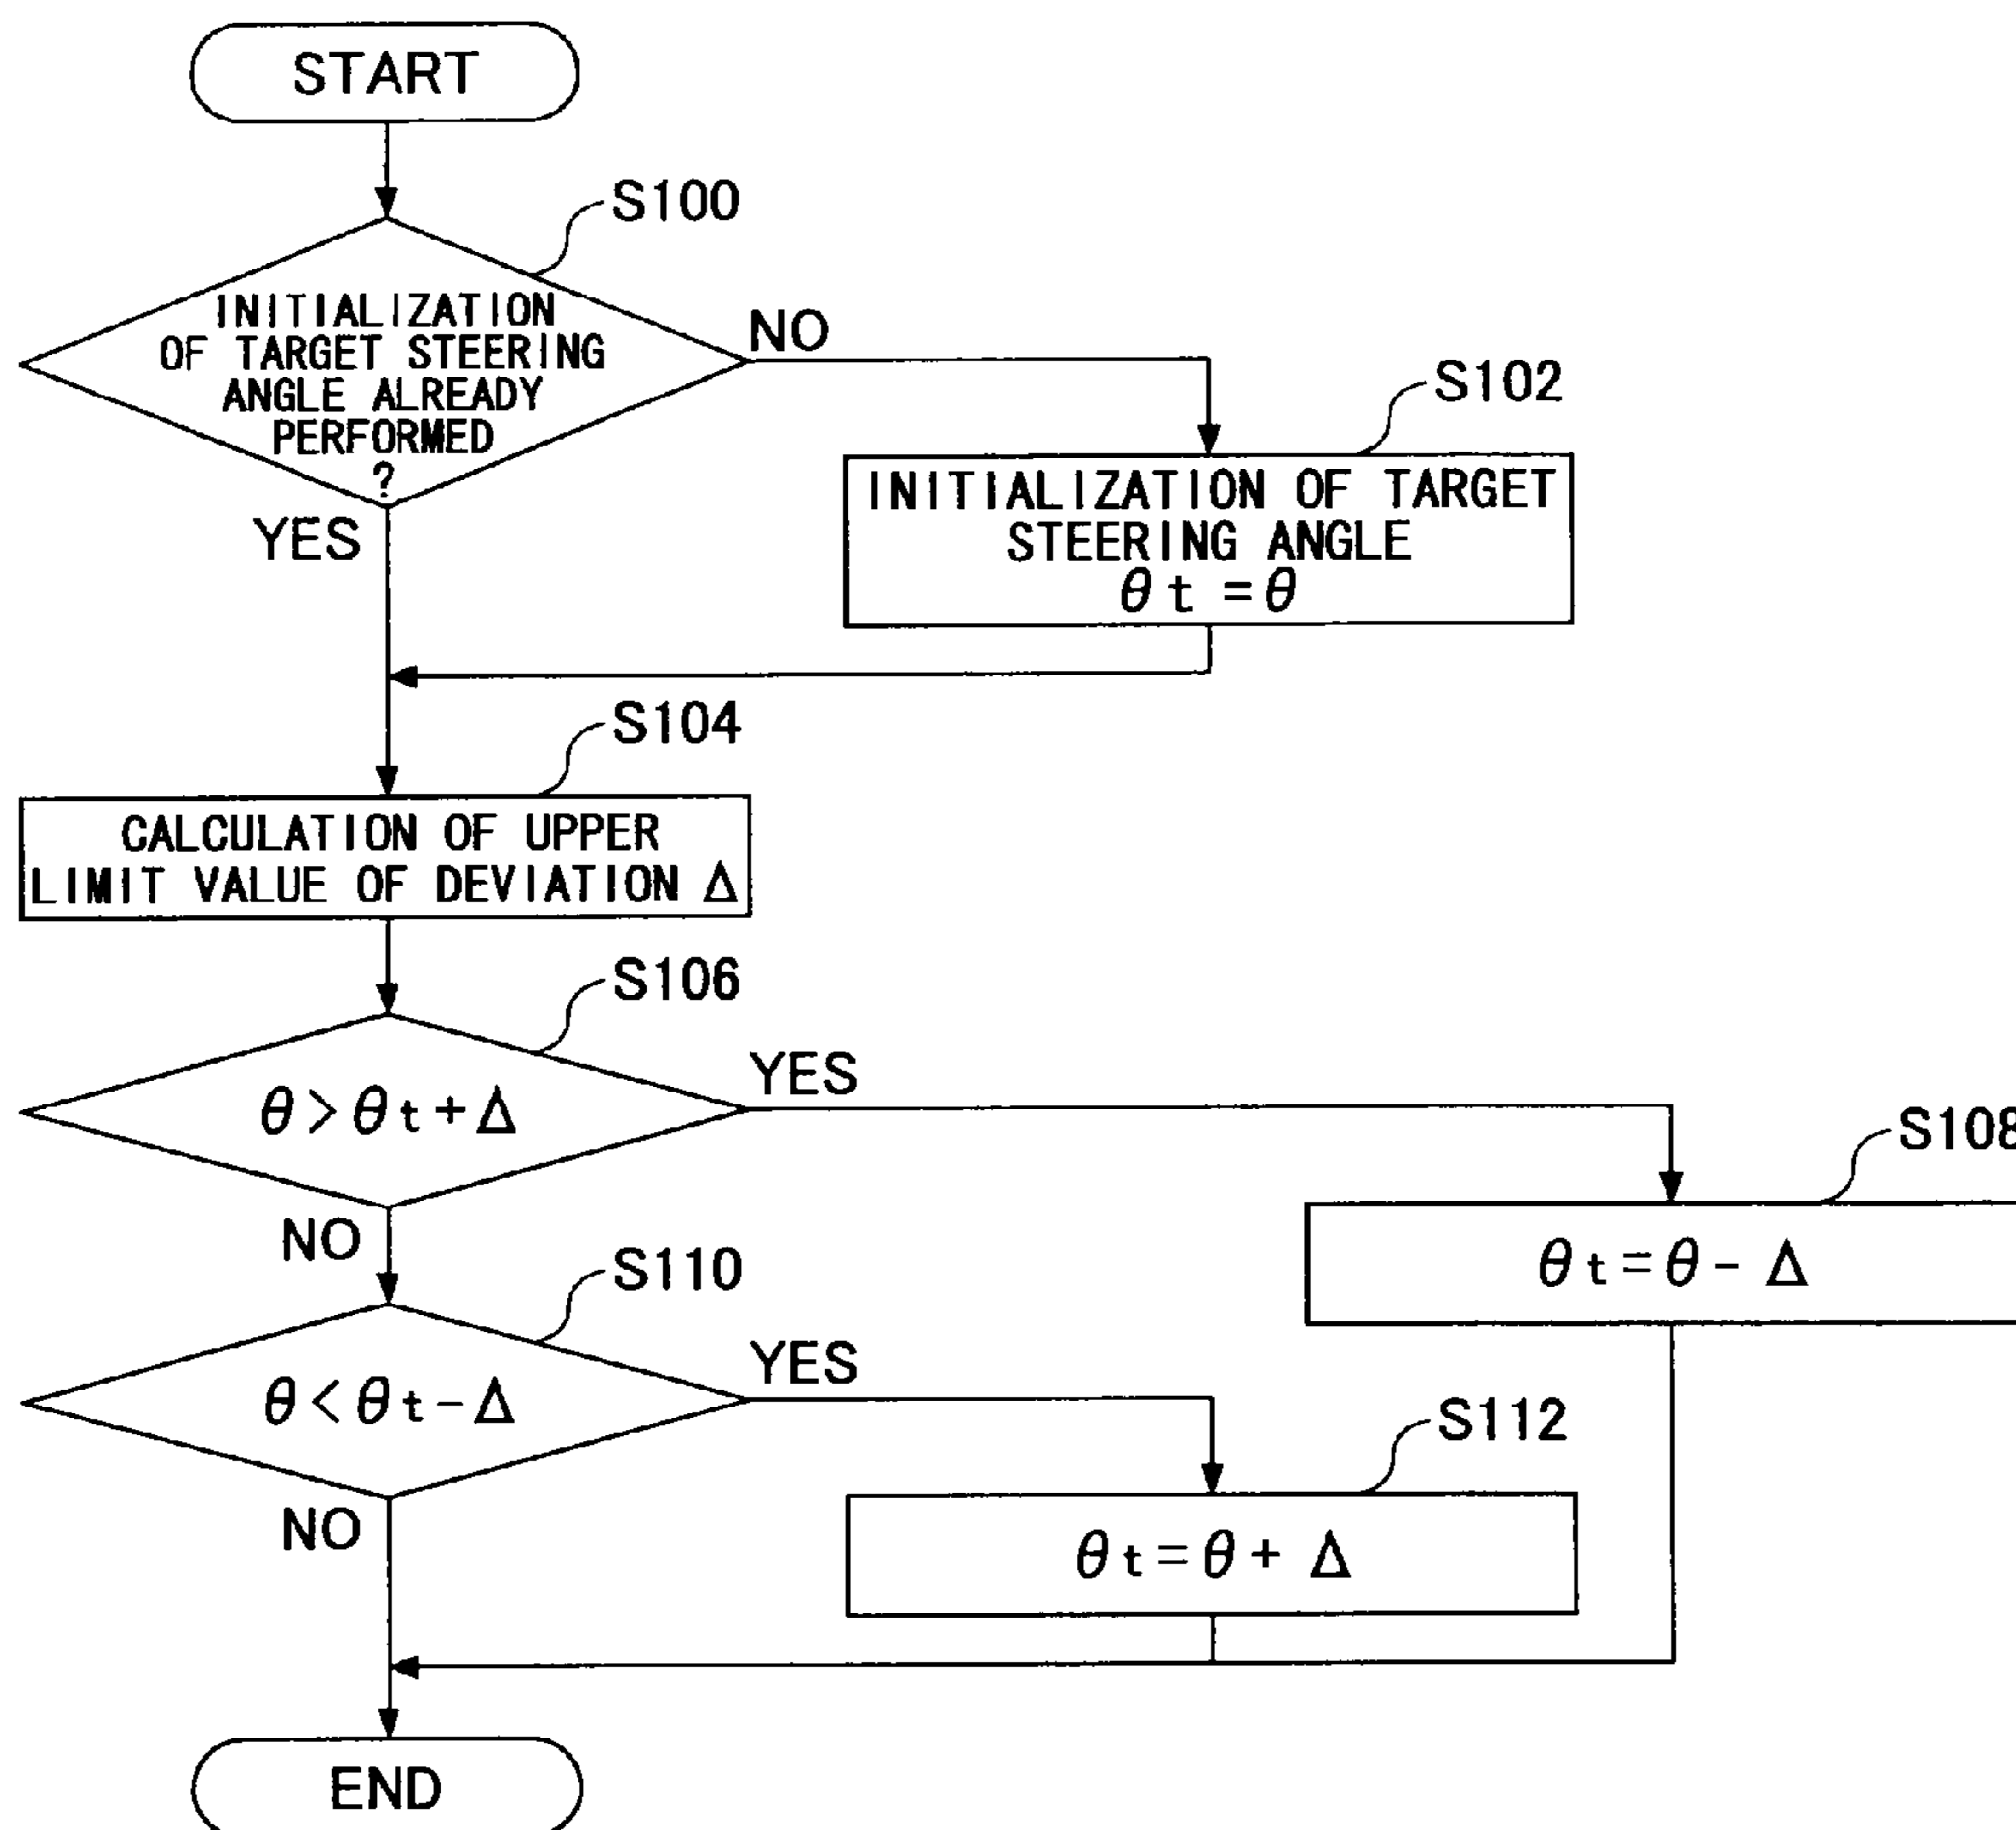 START
S100
INITIALIZATION
OF TARGET STEERING
ANGLE ALREADY
PERFORMED
?
NO
YES
S102
INITIALIZATION OF TARGET
STEERING ANGLE
θt =θ
S104
CALCULATION OF UPPER
LIMIT VALUE OF DEVIATION Δ
S106
θ>θt+Δ
YES
NO
S108
θt=θ- Δ
S110
θ<θt-Δ
YES
NO
S112
θt=θ+ Δ
END